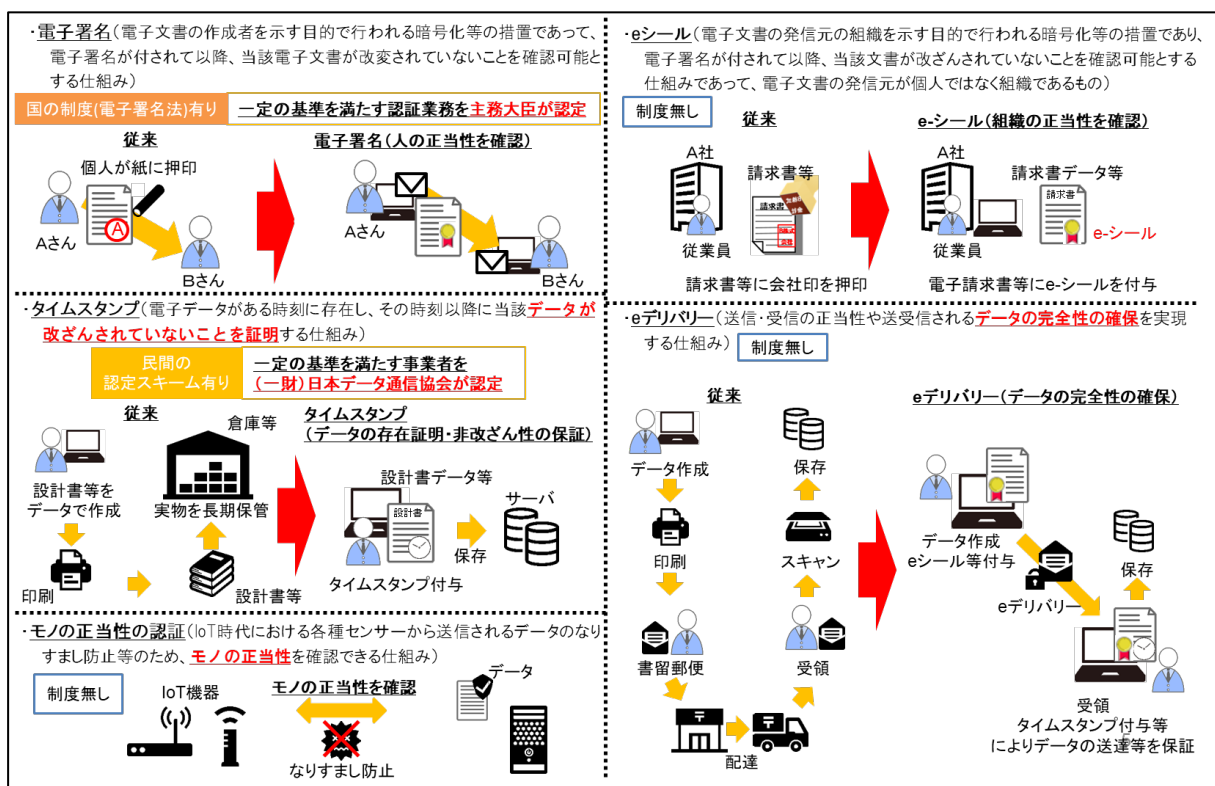 ・電子署名(電子文書の作成者を示す目的で行われる暗号化等の措置であって、
電子署名が付されて以降、当該電子文書が改変されていないことを確認可能と
する仕組み)
国の制度(電子署名法)有り
一定の基準を満たす認証業務を主務大臣が認定
従来
電子署名(人の正当性を確認)
個人が紙に押印
Aさん
Bさん
Aさん
Bさん
・eシール(電子文書の発信元の組織を示す目的で行われる暗号化等の措置であり、
電子署名が付されて以降、当該文書が改ざんされていないことを確認可能とする
仕組みであって、電子文書の発信元が個人ではなく組織であるもの)
制度無し
従来
e-シール(組織の正当性を確認)
A社
請求書等
請求書
従業員
請求書等に会社印を押印
A社
請求書データ等
請求書
e-シール
従業員
電子請求書等にe-シールを付与
・タイムスタンプ(電子データがある時刻に存在し、その時刻以降に当該データが
改ざんされていないことを証明する仕組み)
民間の
認定スキーム有り
一定の基準を満たす事業者を
(一財)日本データ通信協会が認定
従来
倉庫等
タイムスタンプ
(データの存在証明・非改ざん性の保証)
設計書等を
データで作成
実物を長期保管
印刷
設計書等
設計書データ等
設計書
サーバ
保存
タイムスタンプ付与
・eデリバリー(送信・受信の正当性や送受信されるデータの完全性の確保を実現
する仕組み)
制度無し
従来
eデリバリー(データの完全性の確保)
データ作成
保存
印刷
スキャン
書留郵便
受領
配達
データ作成
eシール等付与
eデリバリー
保存
受領
タイムスタンプ付与等
によりデータの送達等を保証
・モノの正当性の認証(IoT時代における各種センサーから送信されるデータのなり
すまし防止等のため、モノの正当性を確認できる仕組み)
制度無し
IoT機器
モノの正当性を確認
データ
なりすまし防止